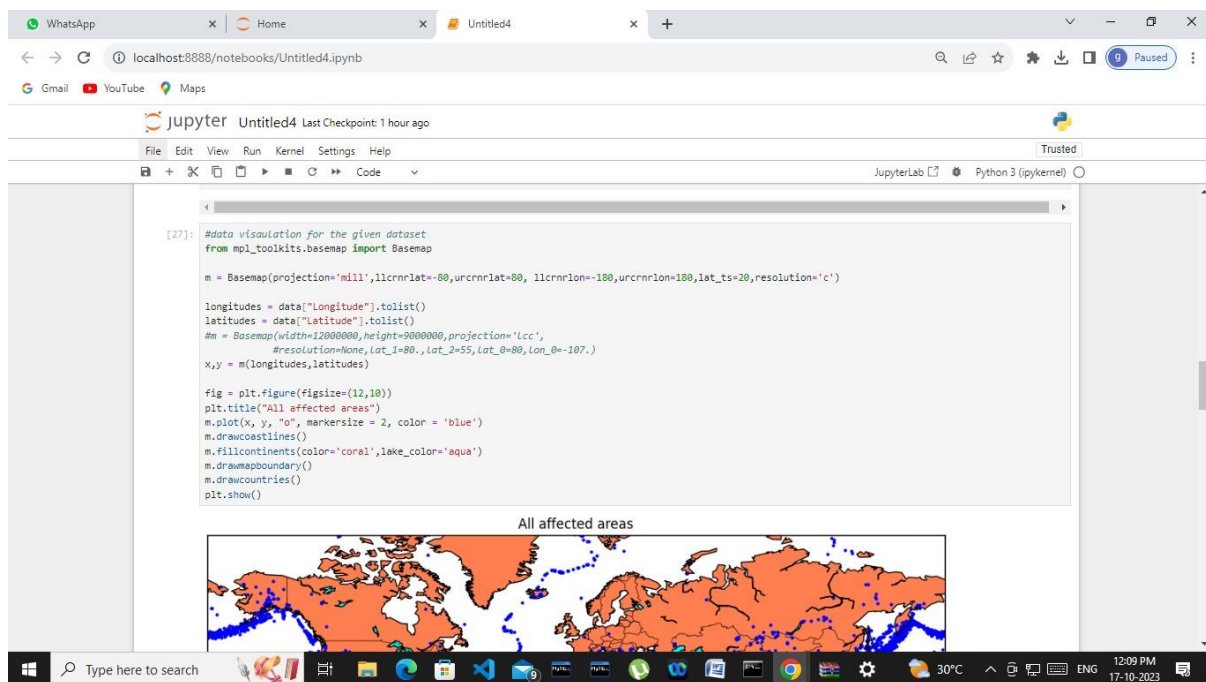 WhatsApp
Home
Untitled4
localhost:8888/notebooks/Untitled4.ipynb
g Paused
Gmail YouTube Maps
jupyter Untitled4 Last Checkpoint: 1 hour ago
File Edit View Run Kernel Settings Help
Trusted
Code
JupyterLab
Python 3 (ipykernel)
[27]: #data visaulation for the given dataset
from mpl_toolkits.basemap import Basemap
m = Basemap(projection='mill',llcrnrlat=-80,urcrnrlat=80, llcrnrlon=-180,urcrnrlon=180,lat_ts=20,resolution='c')
longitudes = data["Longitude"].tolist()
latitudes = data["Latitude"].tolist()
#m = Basemap(width=12000000,height=9000000,projection='lcc',
#resolution=None,lat_1=80.,lat_2=55,lat_0=80,lon_0=-107.)
x,y = m(longitudes,latitudes)
fig = plt.figure(figsize=(12,10))
plt.title("All affected areas")
m.plot(x, y, "o", markersize = 2, color = 'blue')
m.drawcoastlines()
m.fillcontinents(color='coral',lake_color='aqua')
m.drawmapboundary()
m.drawcountries()
plt.show()
All affected areas
Type here to search
9
30°C
ENG
12:09 PM
17-10-2023